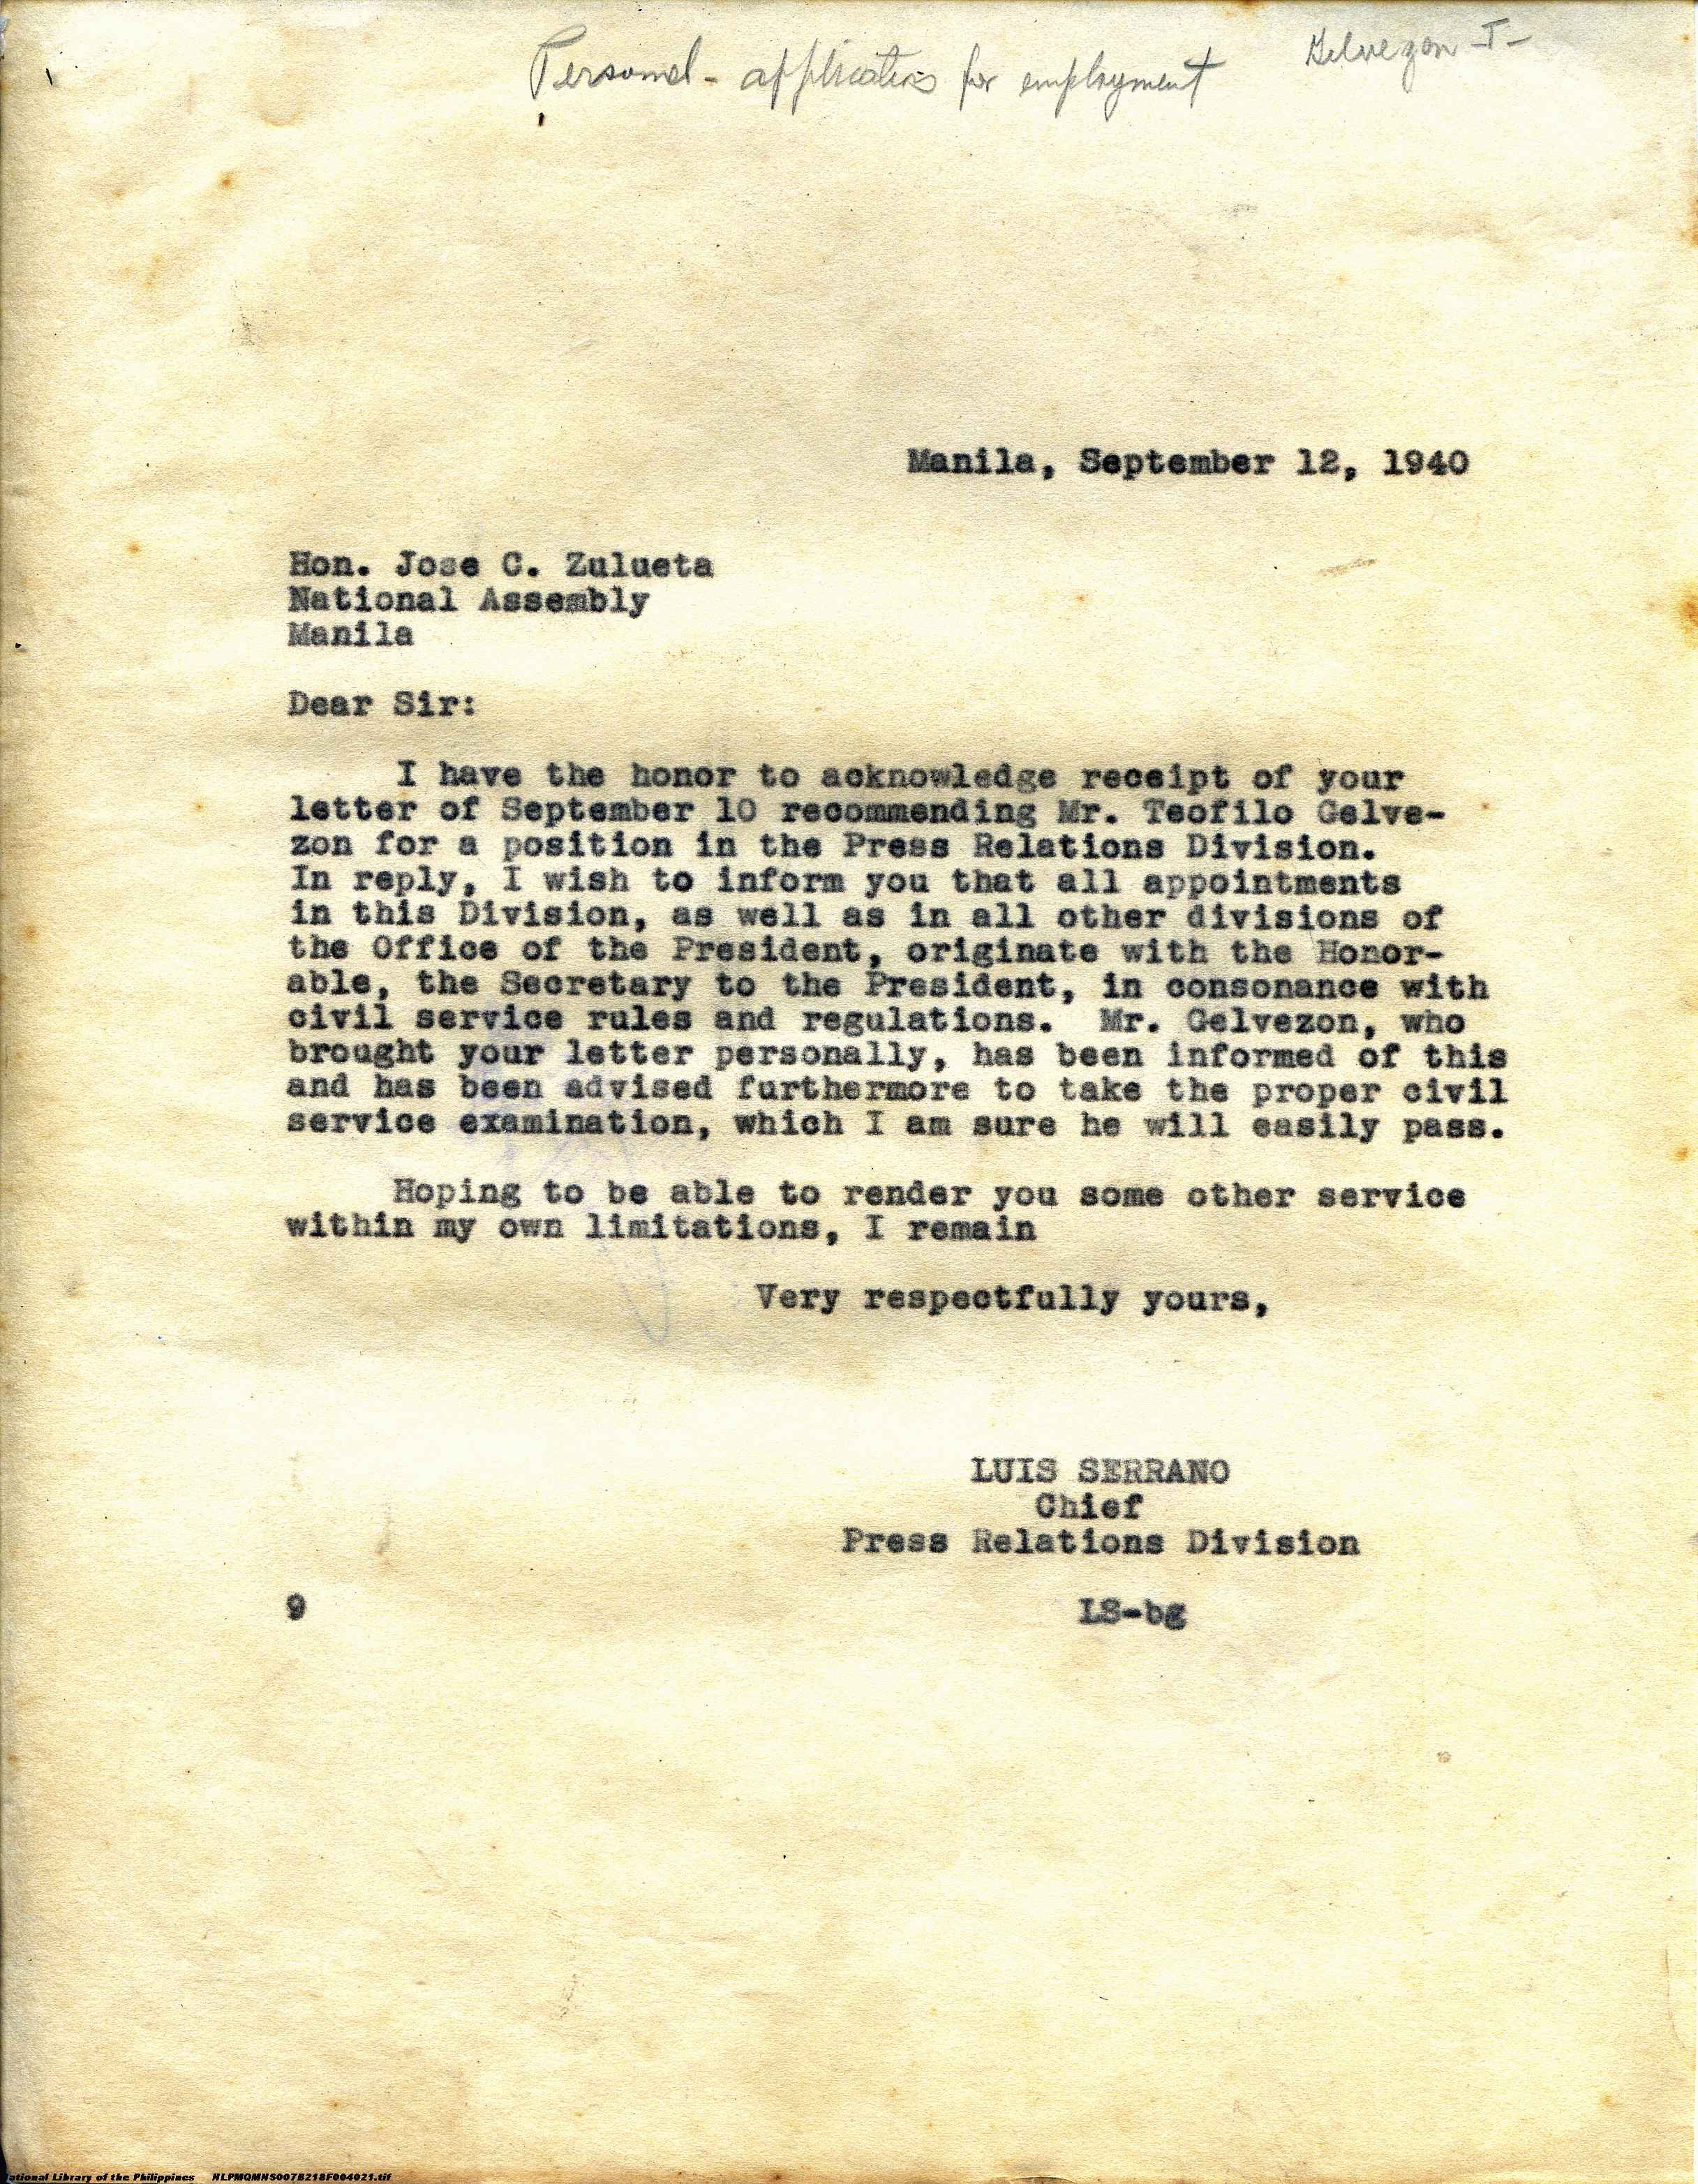 Personnel - application for employment
Gelvezon - T -
Manila, September 12, 1940
Hon. Jose C. Zulueta
National Assembly
Manila
Dear Sir:
I have the honor to acknowledge receipt of your
letter of September 10 recommending Mr. Teofilo Gelve-
zon for a position in the Press Relations Division.
In reply, I wish to inform you that all appointments
in this Division, as well as in all other divisions of
the Office of the President, originate with the Honor-
able, the Secretary to the President, in consonance with
civil service rules and regulations. Mr. Gelvezon, who
brought your letter personally, has been informed of this
and has been advised furthermore to take the proper civil
service examination, which I am sure he will easily pass.
Hoping to be able to render you some other service
within my own limitations, I remain
Very respectfully yours,
LUIS SERRANO
Chief
Press Relations Division
9 LS-bg
ational Library of the Philippines NLPMQMNS007B218F004021.tif